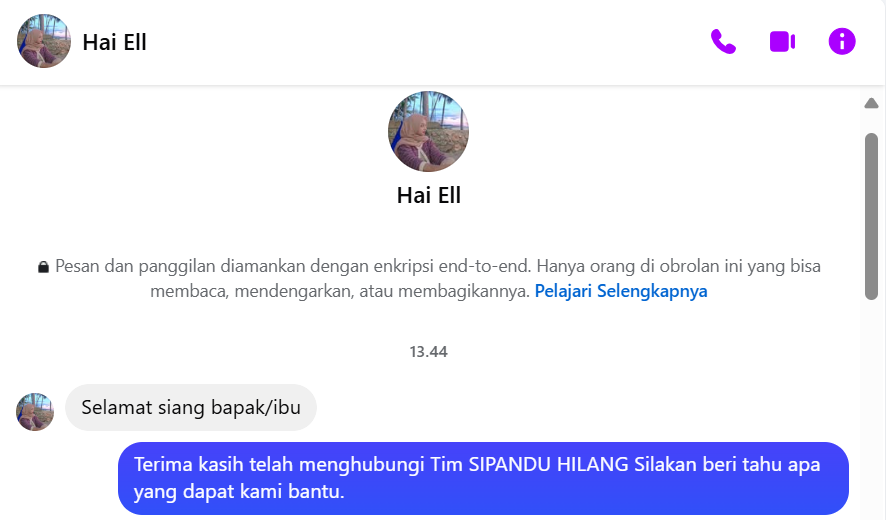 Hai Ell
Hai Ell
Pesan dan panggilan diamankan dengan enkripsi end-to-end. Hanya orang di obrolan ini yang bisa
membaca, mendengarkan, atau membagikannya. Pelajari Selengkapnya
13.44
Selamat siang bapak/ibu
Terima kasih telah menghubungi Tim SIPANDU HILANG Silakan beri tahu apa
yang dapat kami bantu.